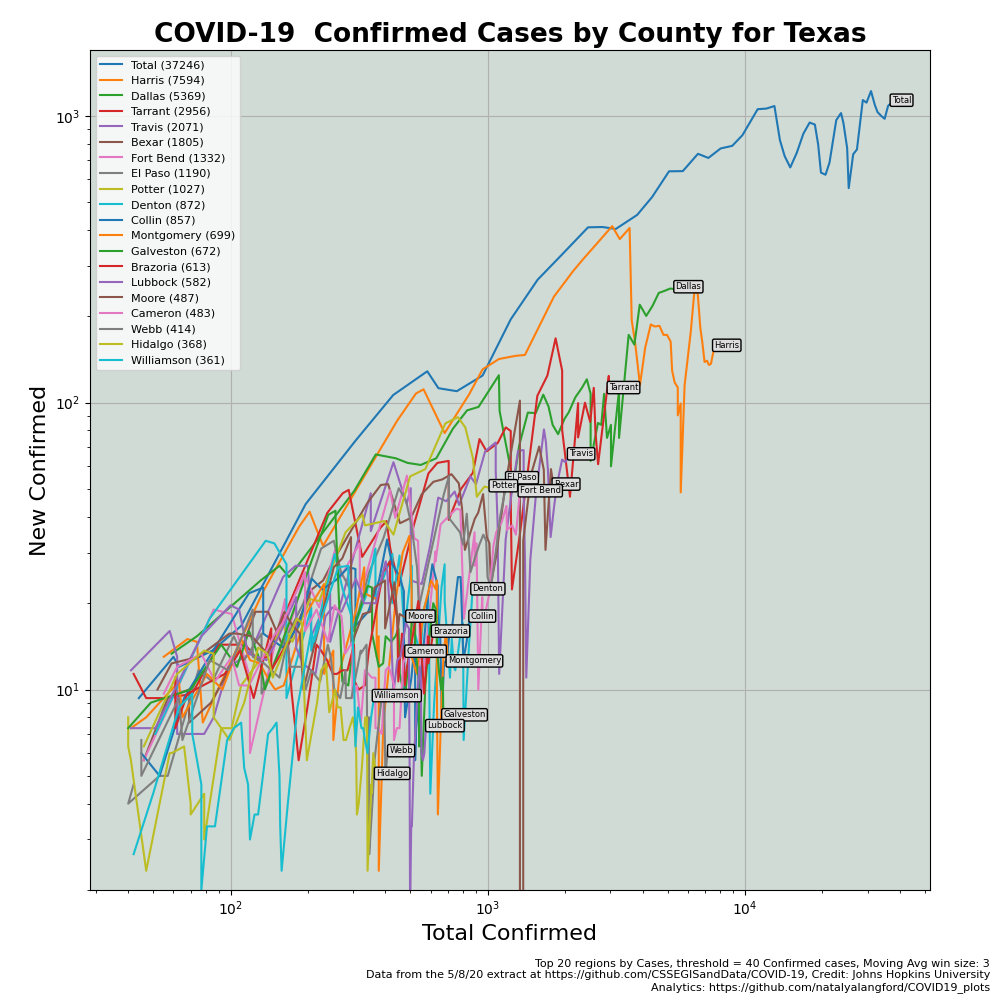 COVID-19  Confirmed Cases by County for Texas
Total (37246)
Harris (7594)
Dallas (5369)
Tarrant (2956)
Travis (2071)
Bexar (1805)
Fort Bend (1332)
El Paso (1190)
Potter (1027)
Denton (872)
Collin (857)
Montgomery (699)
Galveston (672)
Brazoria (613)
Lubbock (582)
Moore (487)
Cameron (483)
Webb (414)
Hidalgo (368)
Williamson (361)
Total
Dallas
Harris
Tarrant
Travis
El Paso
Potter
Fort Bend
Bexar
Denton
Moore
Collin
Brazoria
Cameron
Montgomery
Williamson
Galveston
Lubbock
Webb
Hidalgo
10³
10²
10¹
New Confirmed
10² 10³ 10⁴
Total Confirmed
Top 20 regions by Cases, threshold = 40 Confirmed cases, Moving Avg win size: 3
Data from the 5/8/20 extract at https://github.com/CSSEGISandData/COVID-19, Credit: Johns Hopkins University
Analytics: https://github.com/natalyalangford/COVID19_plots